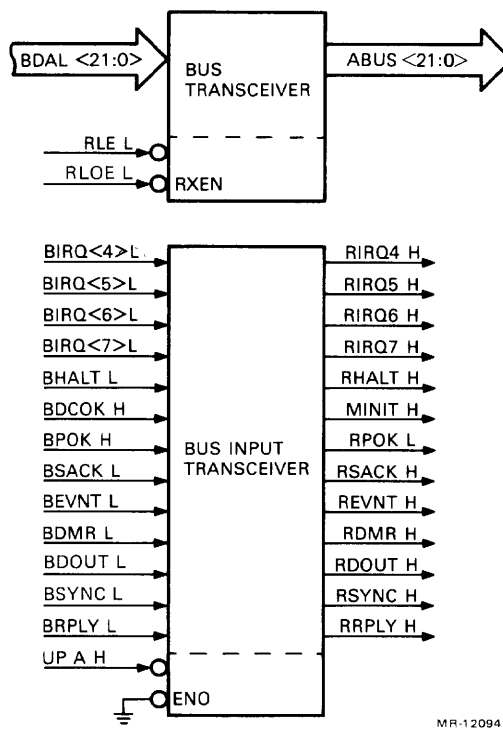 BDAL <21:0>
BUS
TRANSCEIVER
ABUS <21:0>
RLE L
RLOE L
RXEN
BIRQ<4>L
RIRQ4 H
BIRQ<5>L
RIRQ5 H
BIRQ<6>L
RIRQ6 H
BIRQ<7>L
RIRQ7 H
BHALT L
RHALT H
BDCOK H
MINIT H
BPOK H
BUS INPUT
TRANSCEIVER
RPOK L
BSACK L
RSACK H
BEVNT L
REVNT H
BDMR L
RDMR H
BDOUT L
RDOUT H
BSYNC L
RSYNC H
BRPLY L
RRPLY H
UP A H
ENO
MR-12094